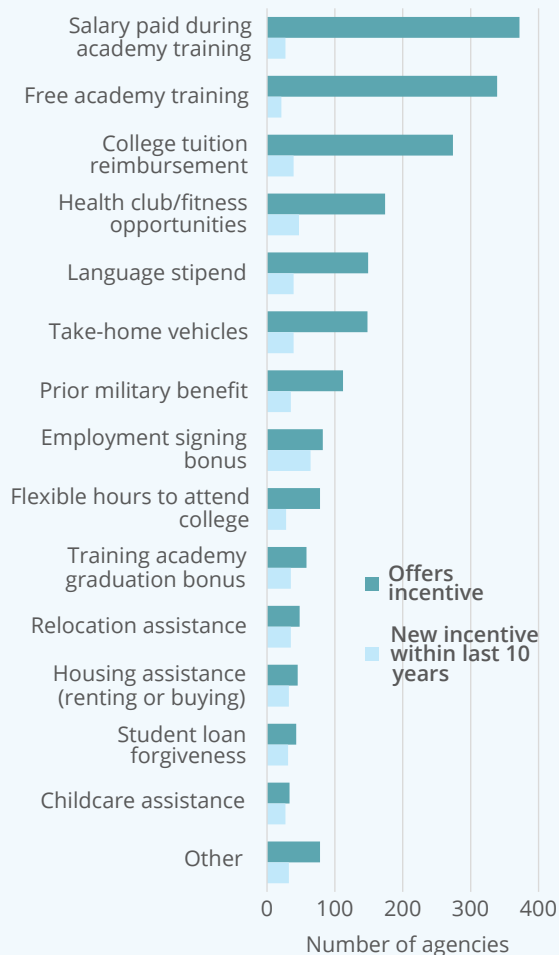 Salary paid during
academy training
Free academy training
College tuition
reimbursement
Health club/fitness
opportunities
Language stipend
Take-home vehicles
Prior military benefit
Employment signing
bonus
Flexible hours to attend
college
Training academy
graduation bonus
Relocation assistance
Housing assistance
(renting or buying)
Student loan
forgiveness
Childcare assistance
Other
Offers
incentive
New incentive
within last 10
years
0 100 200 300 400
Number of agencies